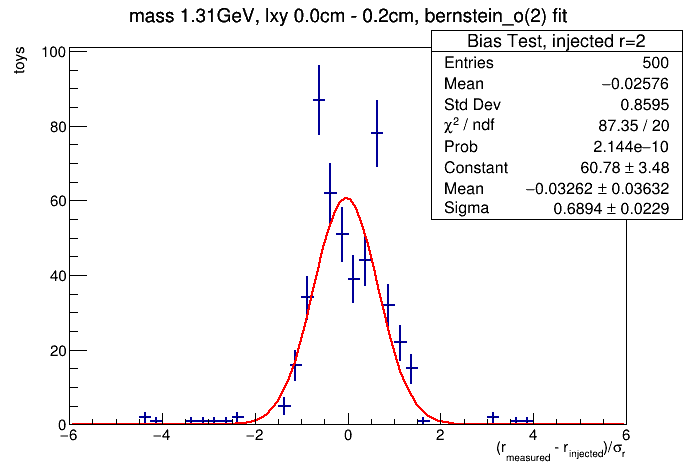 mass 1.31GeV, lxy 0.0cm - 0.2cm, bernstein_o(2) fit
Bias Test, injected r=2
Entries 500
Mean −0.02576
Std Dev 0.8595
χ² / ndf 87.35 / 20
Prob 2.144e−10
Constant 60.78 ± 3.48
Mean −0.03262 ± 0.03632
Sigma 0.6894 ± 0.0229
toys
100
80
60
40
20
0
−6 −4 −2 0 2 4 6
(r_measured - r_injected)/σ_r